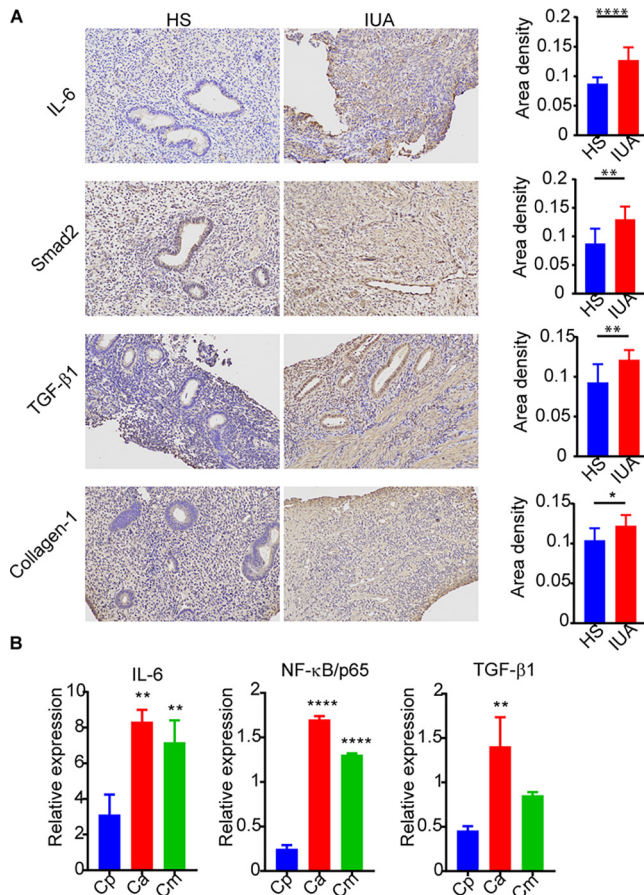 A
HS
IUA
IL-6
Smad2
TGF-β1
Collagen-1
****
Area density
0.2
0.15
0.1
0.05
0
HS
IUA
**
Area density
0.2
0.15
0.1
0.05
0
HS
IUA
**
Area density
0.15
0.1
0.05
0
HS
IUA
*
Area density
0.15
0.1
0.05
0
HS
IUA
B
IL-6
Relative expression
10
8
6
4
2
**
**
Cp
Ca
Cm
NF-κB/p65
Relative expression
2
1.5
1
0.5
0
****
****
Cp
Ca
Cm
TGF-β1
Relative expression
2
1.5
1
0.5
0
**
Cp
Ca
Cm